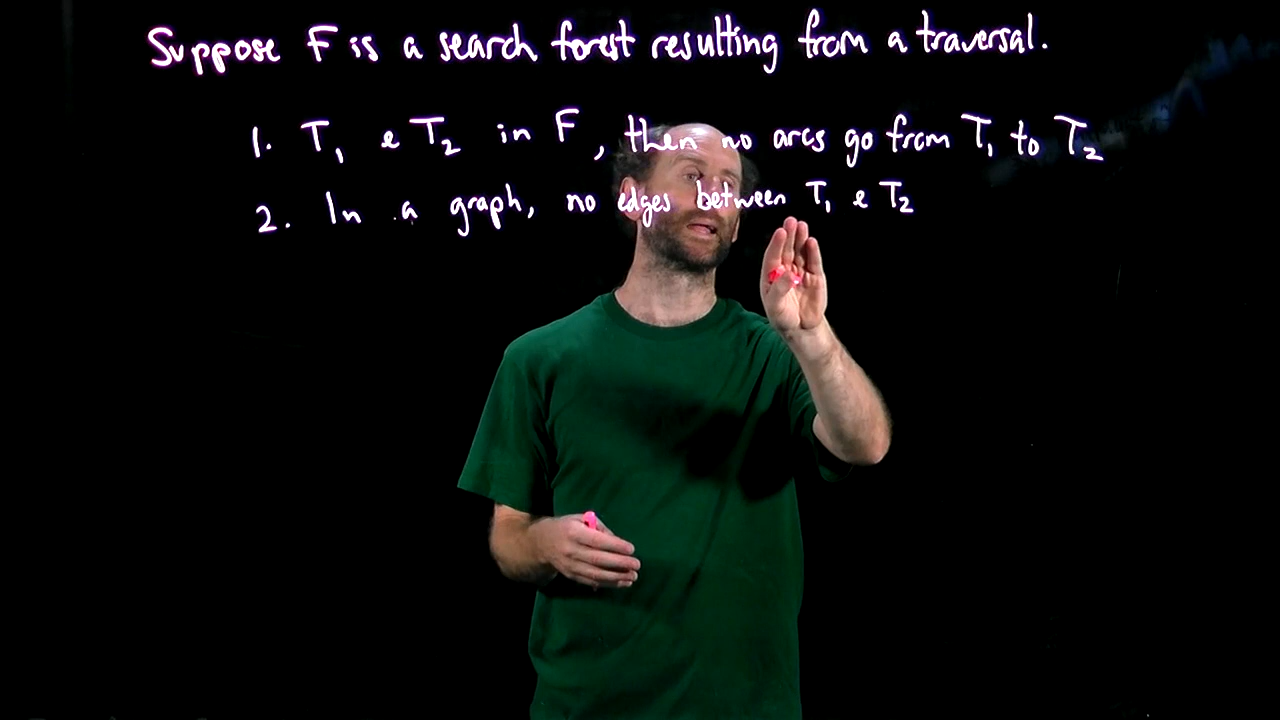 Suppose F is a search forest resulting from a traversal.
1. T₁ & T₂ in F, then no arcs go from T₁ to T₂
2. In a graph, no edges between T₁ & T₂